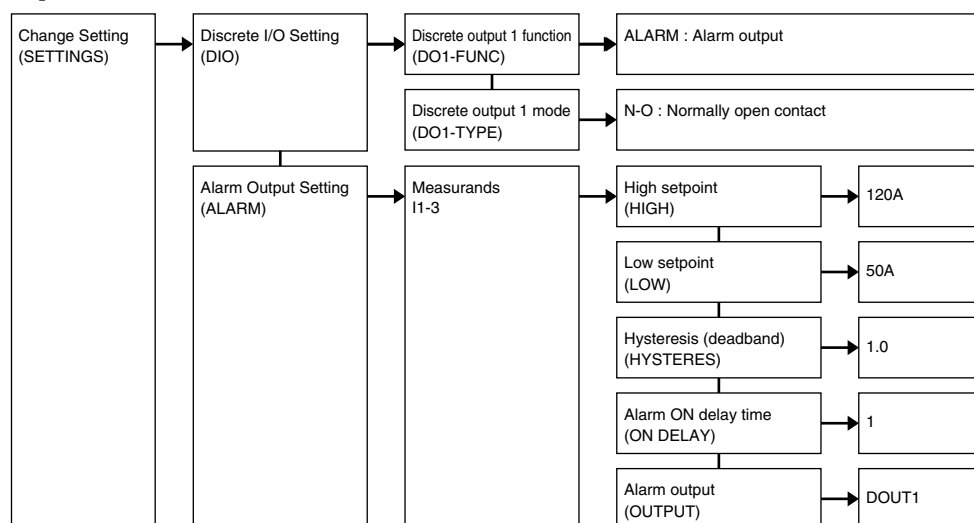 Change Setting
(SETTINGS)
Discrete I/O Setting
(DIO)
Discrete output 1 function
(DO1-FUNC)
ALARM : Alarm output
Discrete output 1 mode
(DO1-TYPE)
N-O : Normally open contact
Alarm Output Setting
(ALARM)
Measurands
I1-3
High setpoint
(HIGH)
120A
Low setpoint
(LOW)
50A
Hysteresis (deadband)
(HYSTERES)
1.0
Alarm ON delay time
(ON DELAY)
1
Alarm output
(OUTPUT)
DOUT1